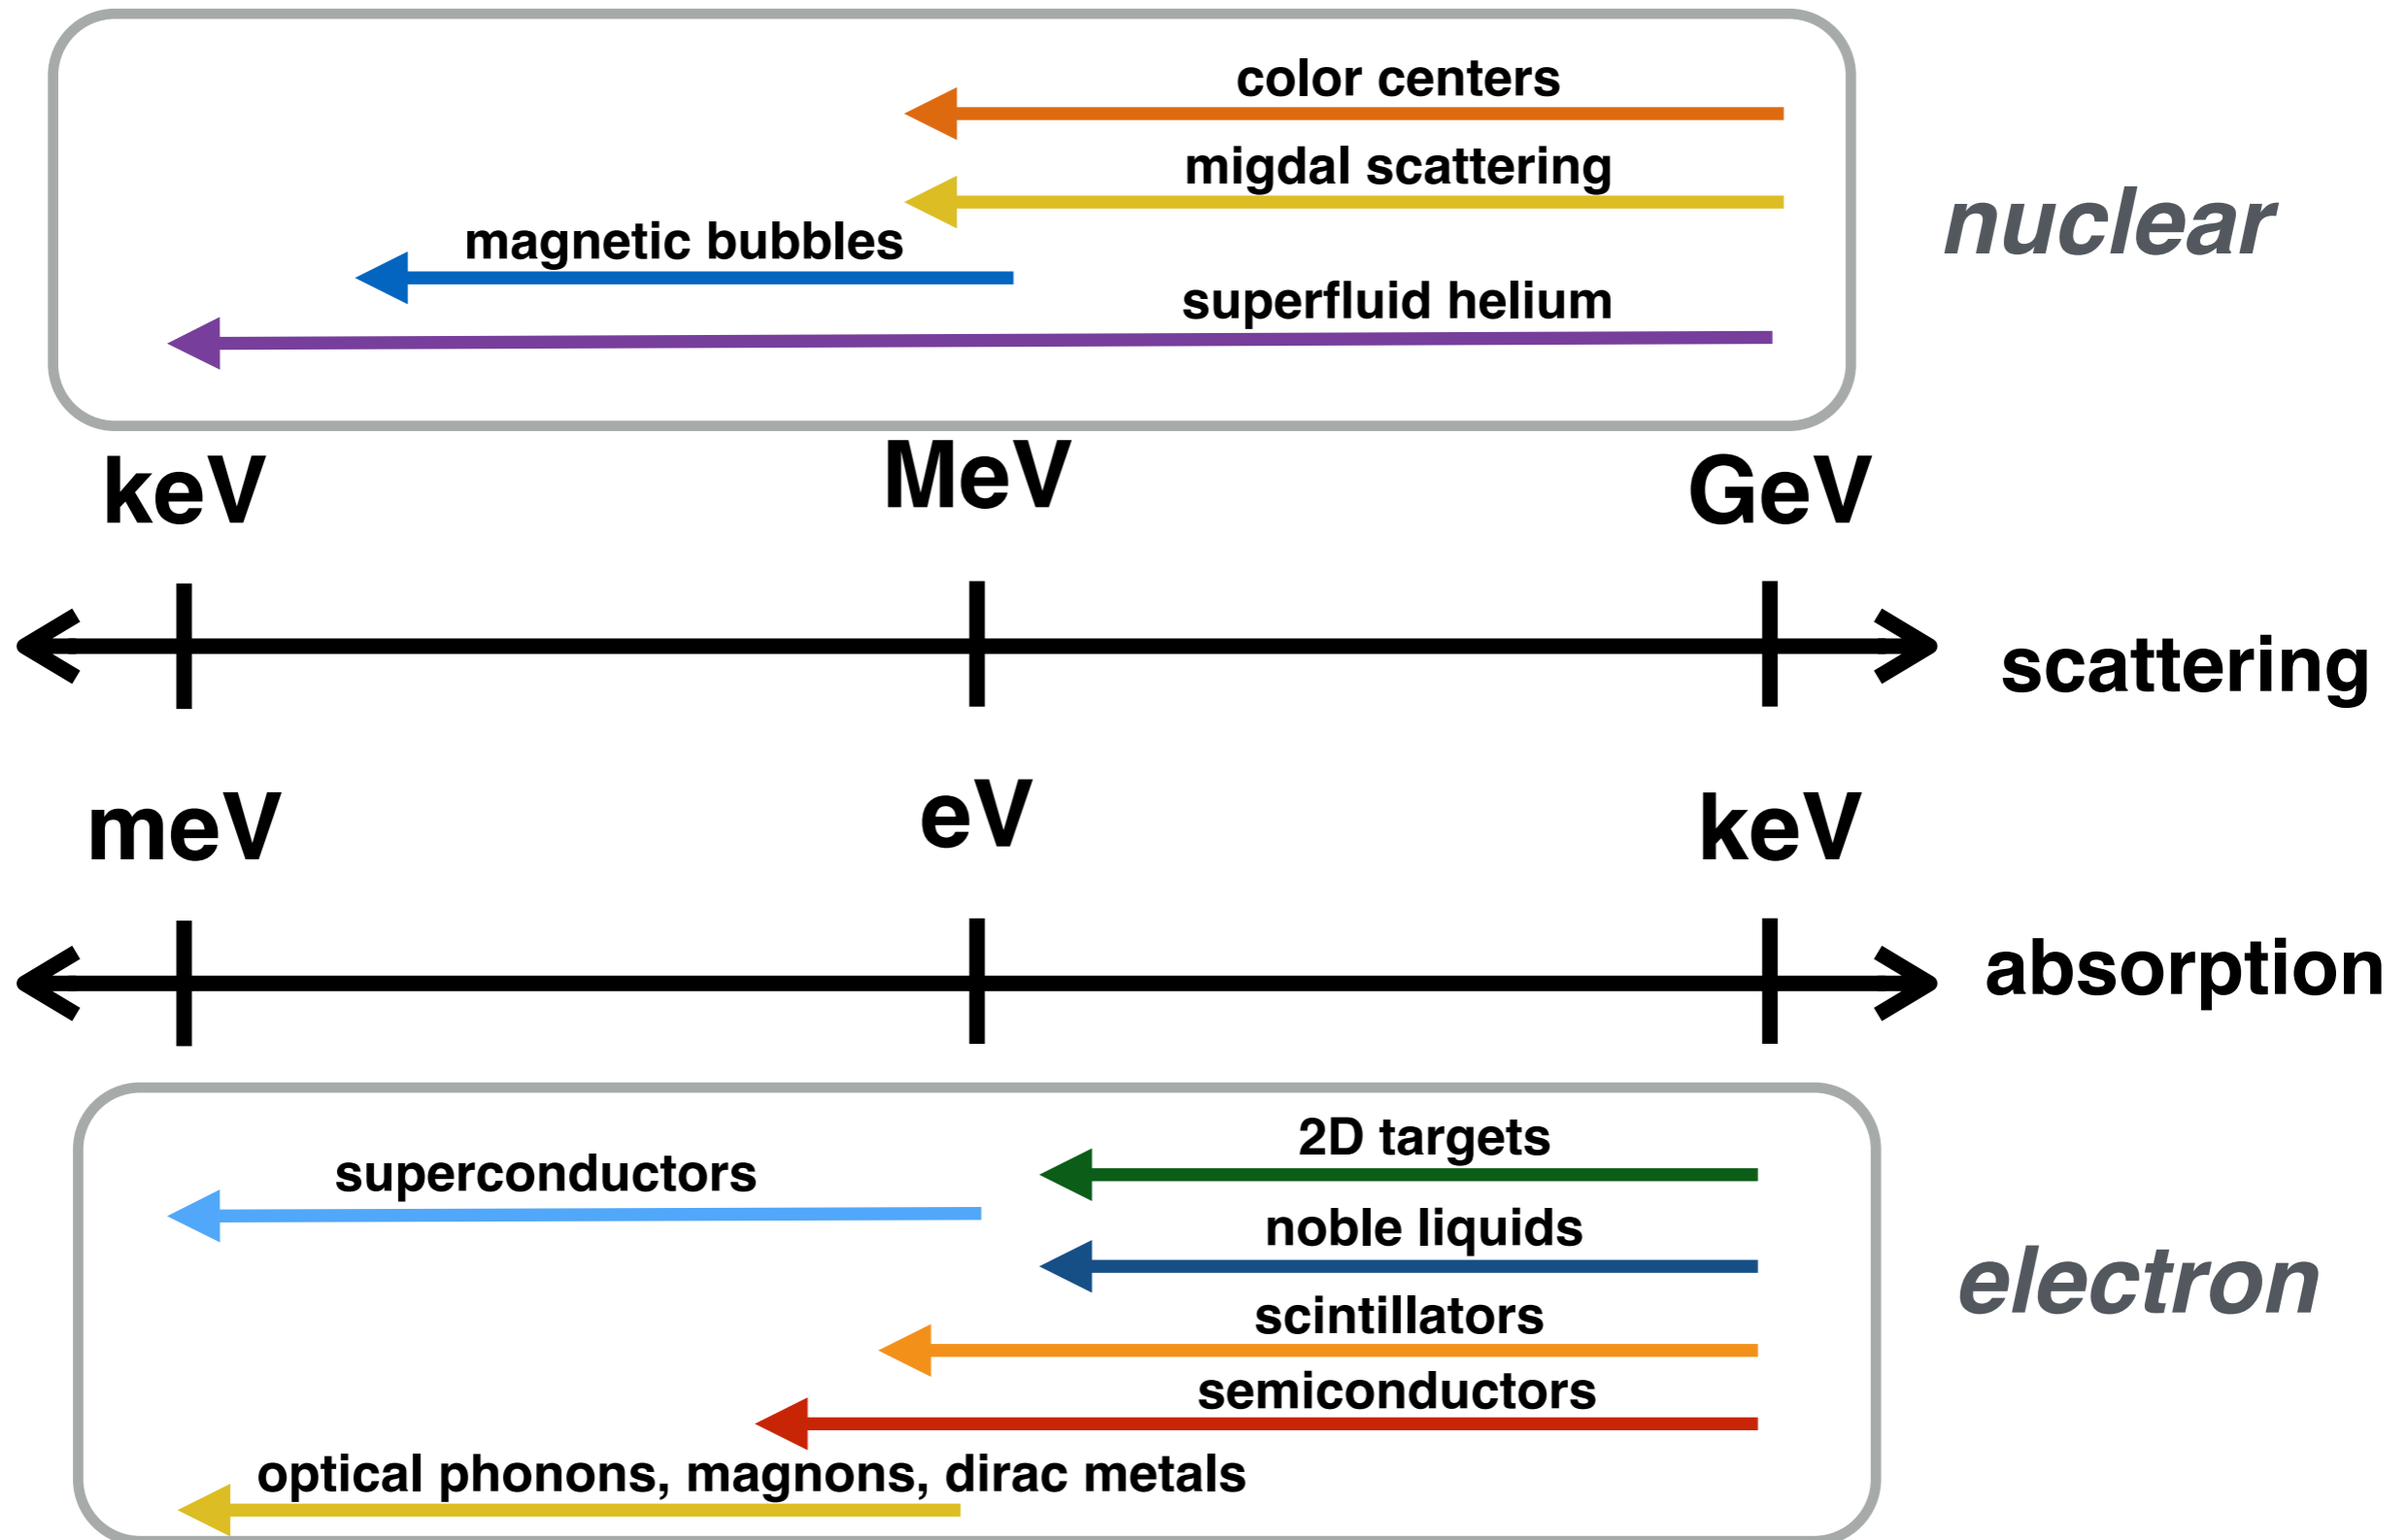 color centers
migdal scattering
nuclear
magnetic bubbles
superfluid helium
keV
MeV
GeV
scattering
meV
eV
keV
absorption
2D targets
superconductors
noble liquids
electron
scintillators
semiconductors
optical phonons, magnons, dirac metals